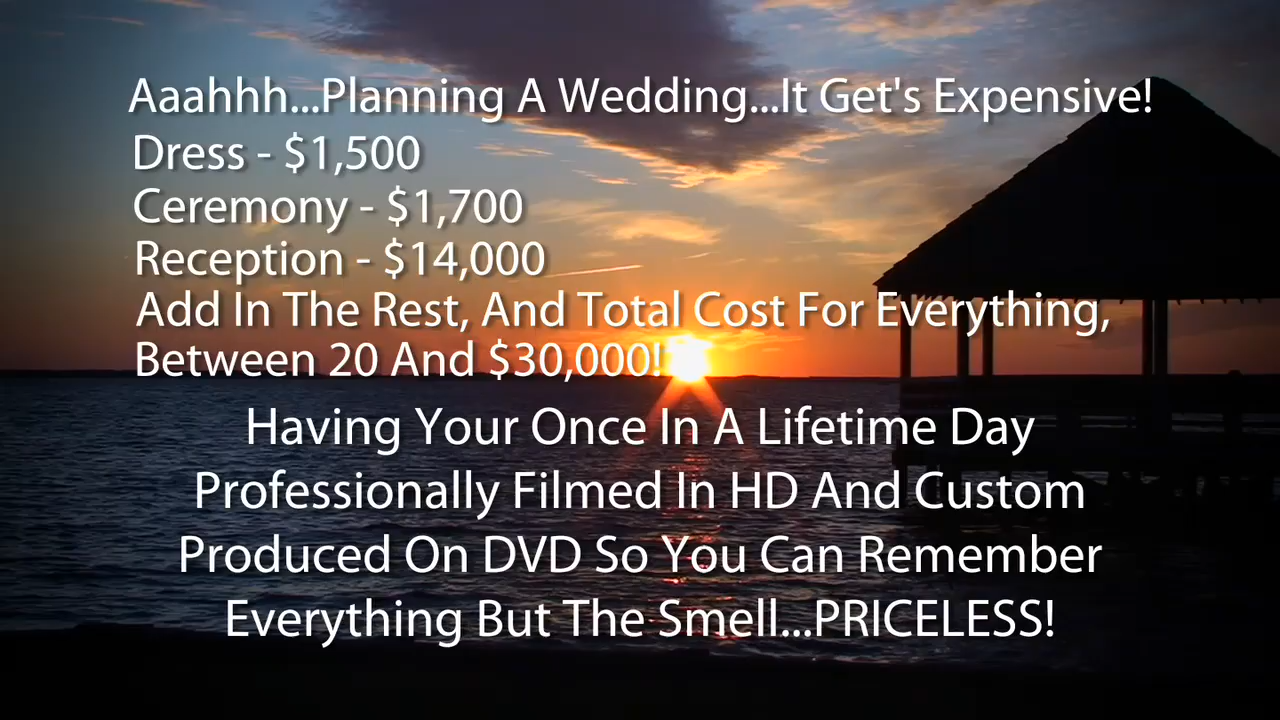 Aaahhh...Planning A Wedding...It Get's Expensive!
Dress - $1,500
Ceremony - $1,700
Reception - $14,000
Add In The Rest, And Total Cost For Everything,
Between 20 And $30,000!
Having Your Once In A Lifetime Day
Professionally Filmed In HD And Custom
Produced On DVD So You Can Remember
Everything But The Smell...PRICELESS!